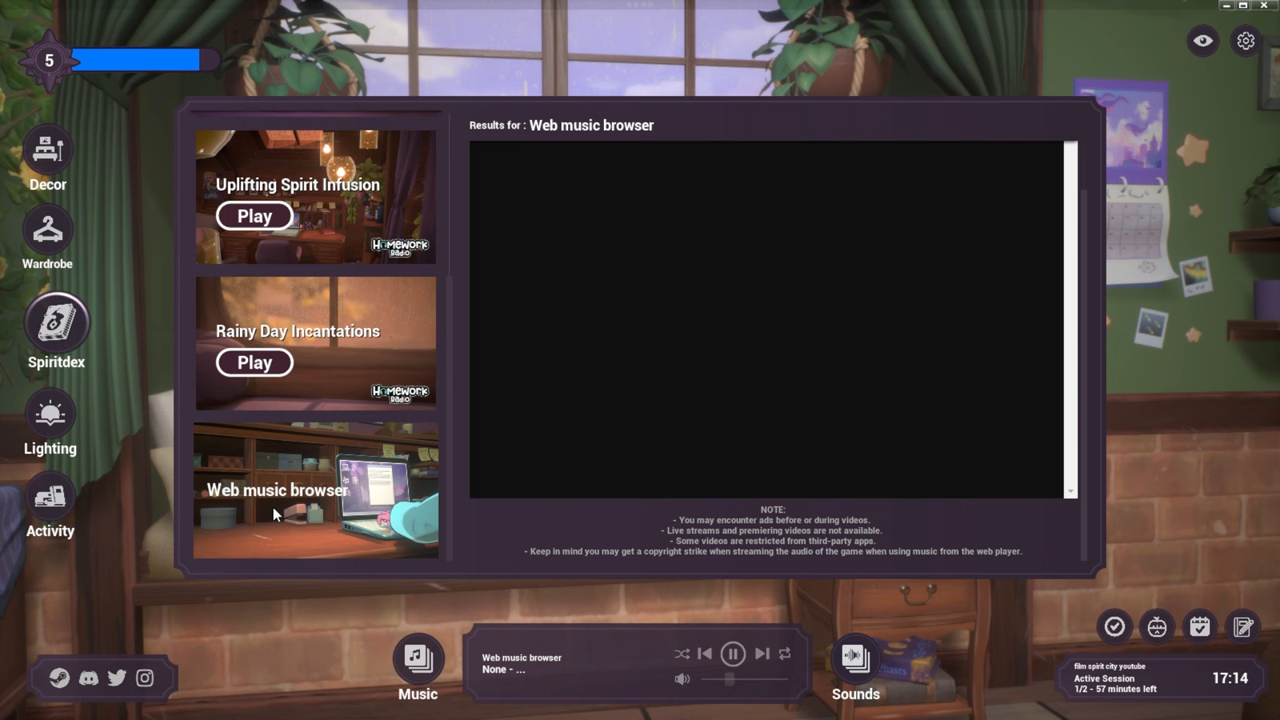 5
Decor
Wardrobe
Spiritdex
Lighting
Activity
Uplifting Spirit Infusion
Play
HOMEWORK
RADIO
Rainy Day Incantations
Play
HOMEWORK
RADIO
Web music browser
Results for : Web music browser
NOTE:
- You may encounter ads before or during videos.
- Live streams and premiering videos are not available.
- Some videos are restricted from third-party apps.
- Keep in mind you may get a copyright strike when streaming the audio of the game when using music from the web player.
Music
Web music browser
None - ...
Sounds
film spirit city youtube
Active Session
1/2 - 57 minutes left
17:14